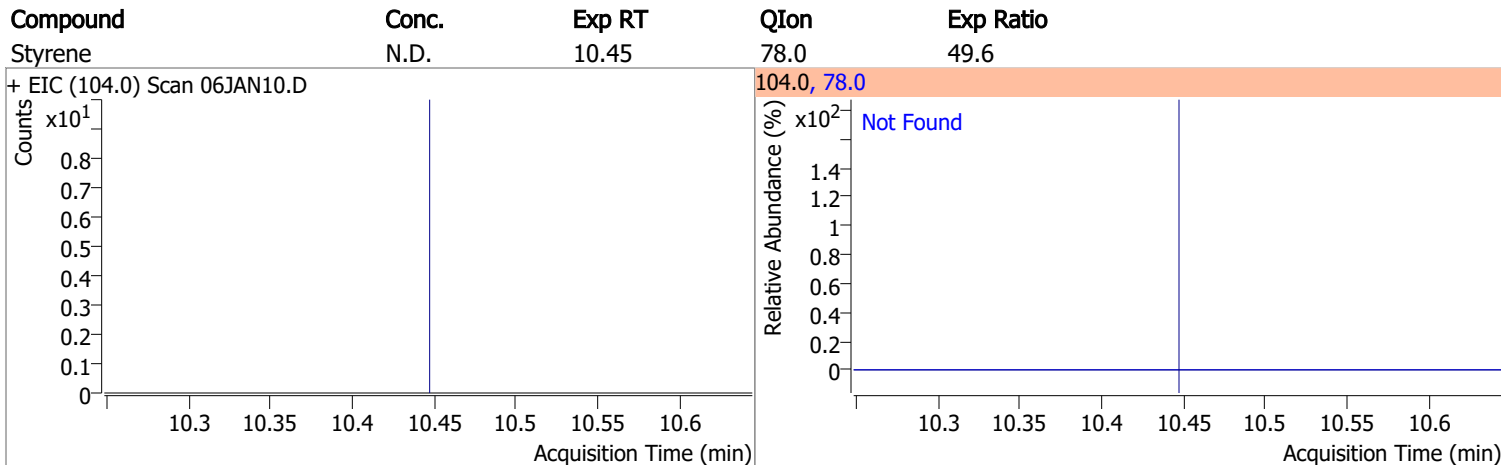 Compound Conc. Exp RT QIon Exp Ratio
Styrene N.D. 10.45 78.0 49.6
+ EIC (104.0) Scan 06JAN10.D
Counts
x10¹
0.8
0.7
0.6
0.5
0.4
0.3
0.2
0.1
0
10.3 10.35 10.4 10.45 10.5 10.55 10.6
Acquisition Time (min)
104.0, 78.0
Relative Abundance (%)
x10²
Not Found
1.4
1.2
1
0.8
0.6
0.4
0.2
0
10.3 10.35 10.4 10.45 10.5 10.55 10.6
Acquisition Time (min)